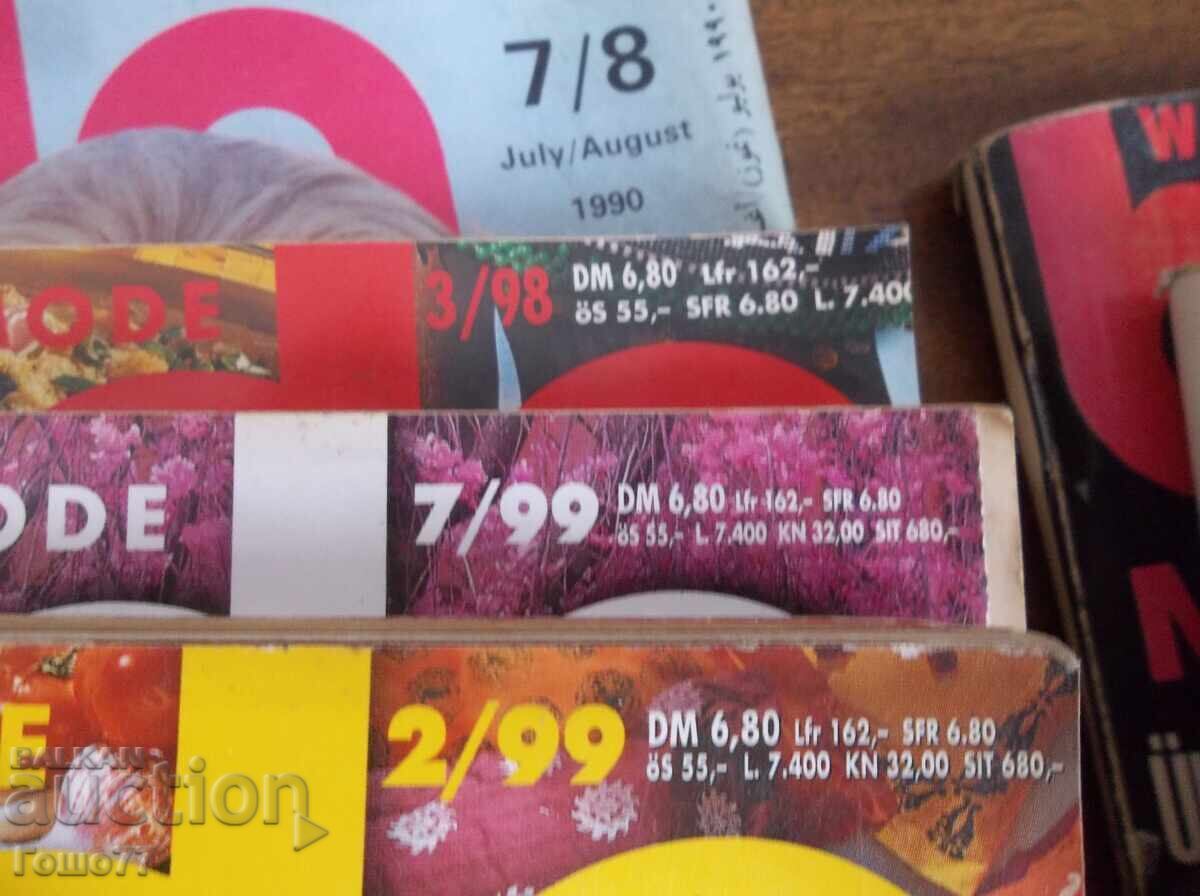 7/8
July/August
1990
١٩٩٠ يوليو
ODE
3/98
DM 6,80 Lfr 162,-
öS 55,- SFR 6.80 L. 7.400
ODE
7/99
DM 6,80 Lfr 162,- SFR 6.80
öS 55,- L. 7.400 KN 32,00 SIT 680,-
E
2/99
DM 6,80 Lfr 162,- SFR 6.80
öS 55,- L. 7.400 KN 32,00 SIT 680,-
W
BALKAN
auction
Гошо77